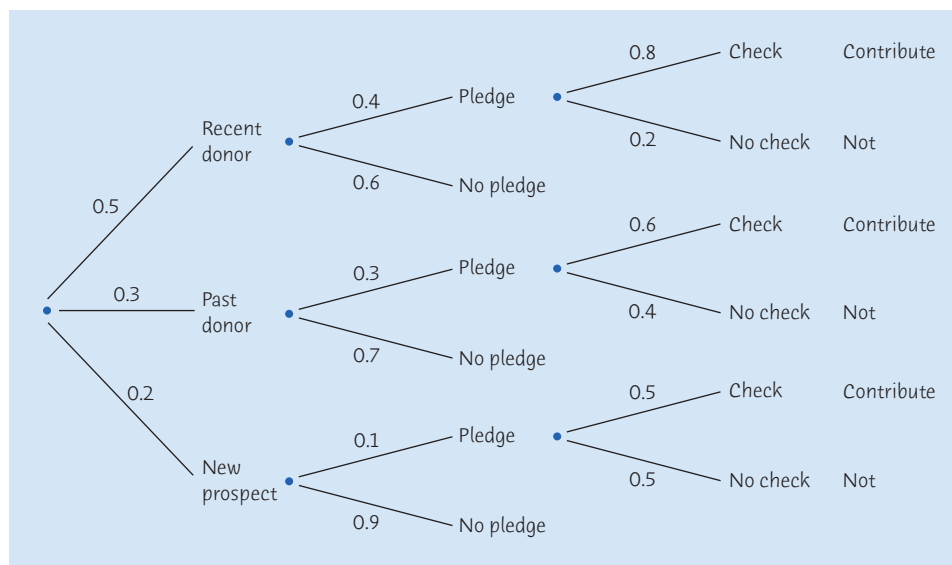 0.8
Check
Contribute
0.4
Pledge
0.2
No check
Not
Recent
donor
0.6
No pledge
0.5
0.6
Check
Contribute
0.3
Pledge
0.4
No check
Not
0.3
Past
donor
0.7
No pledge
0.2
0.5
Check
Contribute
0.1
Pledge
0.5
No check
Not
New
prospect
0.9
No pledge